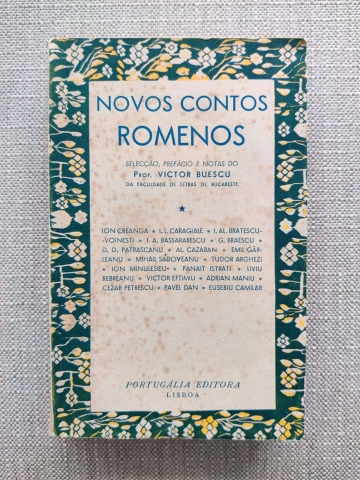 NOVOS CONTOS
ROMENOS
SELECÇÃO, PREFÁCIO E NOTAS DO
PROF. VICTOR BUESCU
DA FACULDADE DE LETRAS DE BUCARESTE
ION CREANGA ★ I. L. CARAGIALE ★ I. AL. BRATESCU-
-VOINESTI ★ I. A. BASSARABESCU ★ G. BRAESCU ★
D. D. PATRASCANU ★ AL. CAZABAN ★ EMIL GÂR-
LEANU ★ MIHAIL SADOVEANU ★ TUDOR ARGHEZI
★ ION MINULESCU ★ PANAIT ISTRATI ★ LIVIU
REBREANU ★ VICTOR EFTIMIU ★ ADRIAN MANIU ★
CEZAR PETRESCU ★ PAVEL DAN ★ EUSEBIU CAMILAR
PORTUGÁLIA EDITORA
LISBOA